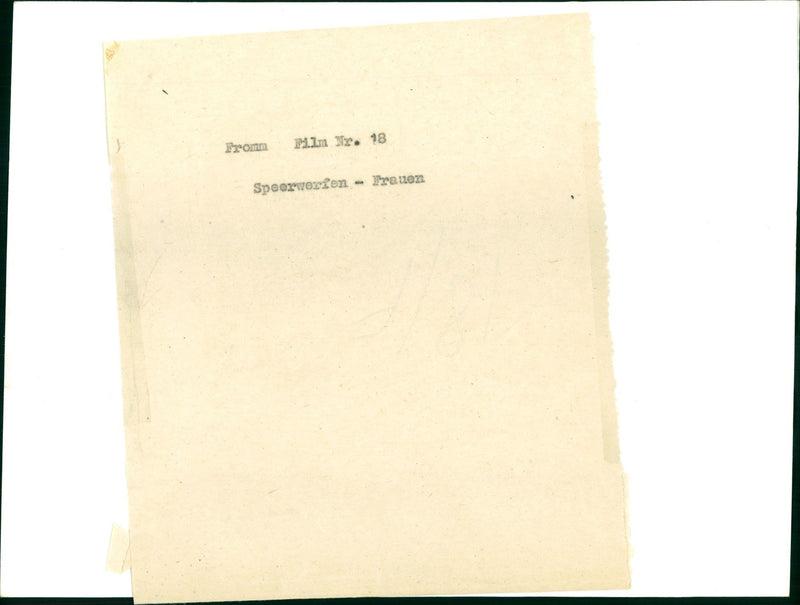 Fromm Film Nr. 18
Speerwerfen - Frauen